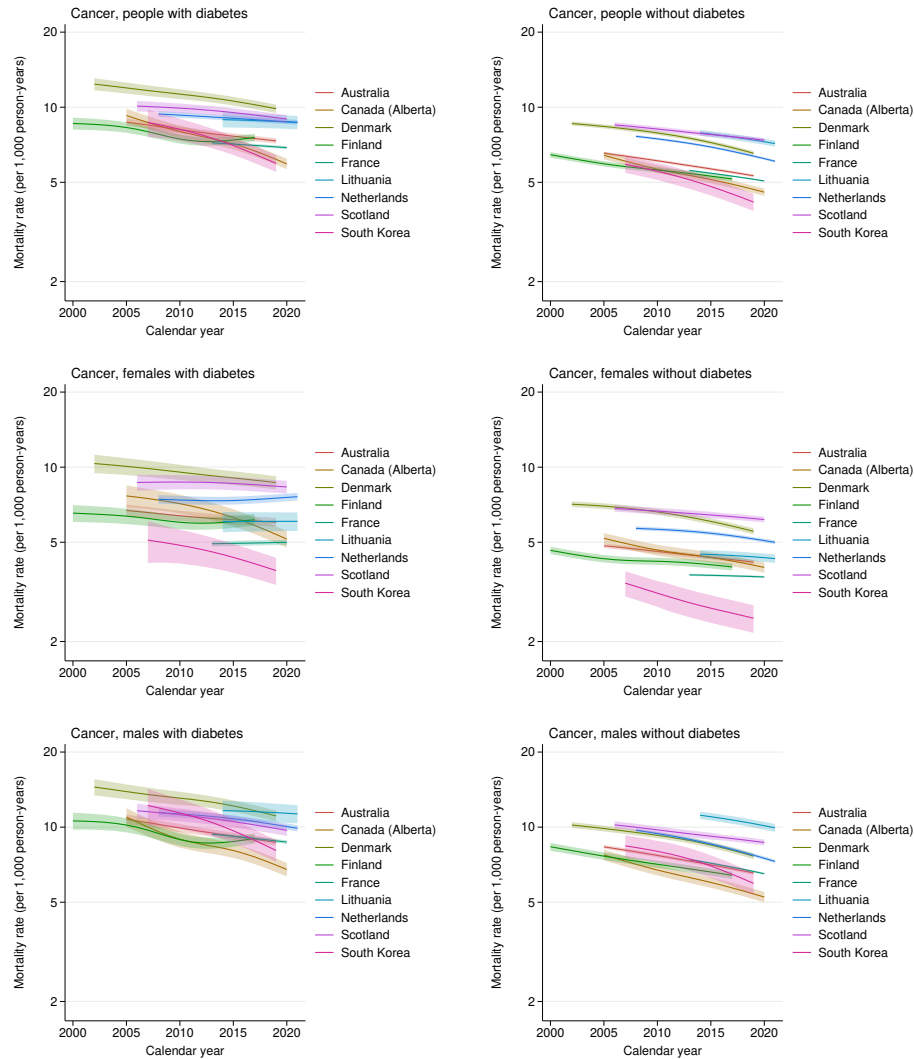 Cancer, people with diabetes
Mortality rate (per 1,000 person-years)
20
10
5
2
2000 2005 2010 2015 2020
Calendar year
Australia
Canada (Alberta)
Denmark
Finland
France
Lithuania
Netherlands
Scotland
South Korea
Cancer, people without diabetes
Mortality rate (per 1,000 person-years)
20
10
5
2
2000 2005 2010 2015 2020
Calendar year
Australia
Canada (Alberta)
Denmark
Finland
France
Lithuania
Netherlands
Scotland
South Korea
Cancer, females with diabetes
Mortality rate (per 1,000 person-years)
20
10
5
2
2000 2005 2010 2015 2020
Calendar year
Australia
Canada (Alberta)
Denmark
Finland
France
Lithuania
Netherlands
Scotland
South Korea
Cancer, females without diabetes
Mortality rate (per 1,000 person-years)
20
10
5
2
2000 2005 2010 2015 2020
Calendar year
Australia
Canada (Alberta)
Denmark
Finland
France
Lithuania
Netherlands
Scotland
South Korea
Cancer, males with diabetes
Mortality rate (per 1,000 person-years)
20
10
5
2
2000 2005 2010 2015 2020
Calendar year
Australia
Canada (Alberta)
Denmark
Finland
France
Lithuania
Netherlands
Scotland
South Korea
Cancer, males without diabetes
Mortality rate (per 1,000 person-years)
20
10
5
2
2000 2005 2010 2015 2020
Calendar year
Australia
Canada (Alberta)
Denmark
Finland
France
Lithuania
Netherlands
Scotland
South Korea